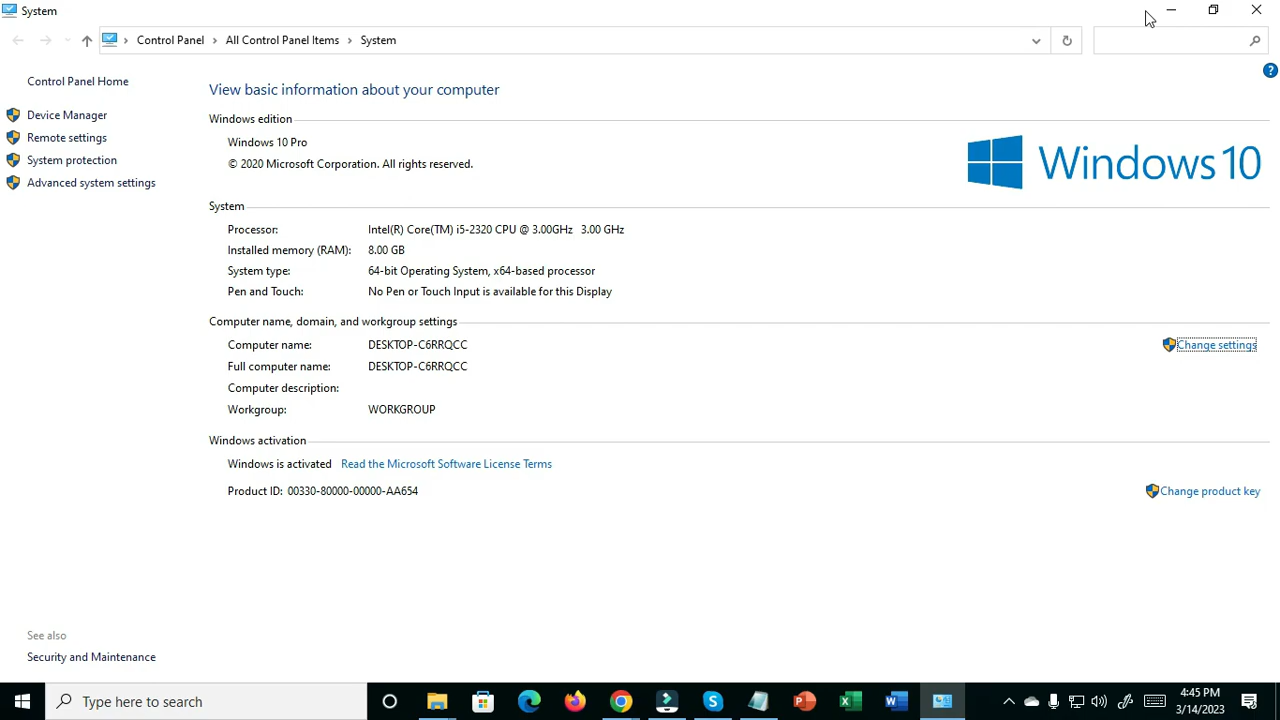 System
Control Panel > All Control Panel Items > System
Control Panel Home
Device Manager
Remote settings
System protection
Advanced system settings
View basic information about your computer
Windows edition
Windows 10 Pro
© 2020 Microsoft Corporation. All rights reserved.
Windows 10
System
Processor: Intel(R) Core(TM) i5-2320 CPU @ 3.00GHz 3.00 GHz
Installed memory (RAM): 8.00 GB
System type: 64-bit Operating System, x64-based processor
Pen and Touch: No Pen or Touch Input is available for this Display
Computer name, domain, and workgroup settings
Computer name: DESKTOP-C6RRQCC Change settings
Full computer name: DESKTOP-C6RRQCC
Computer description:
Workgroup: WORKGROUP
Windows activation
Windows is activated Read the Microsoft Software License Terms
Product ID: 00330-80000-00000-AA654 Change product key
See also
Security and Maintenance
Type here to search
4:45 PM
3/14/2023